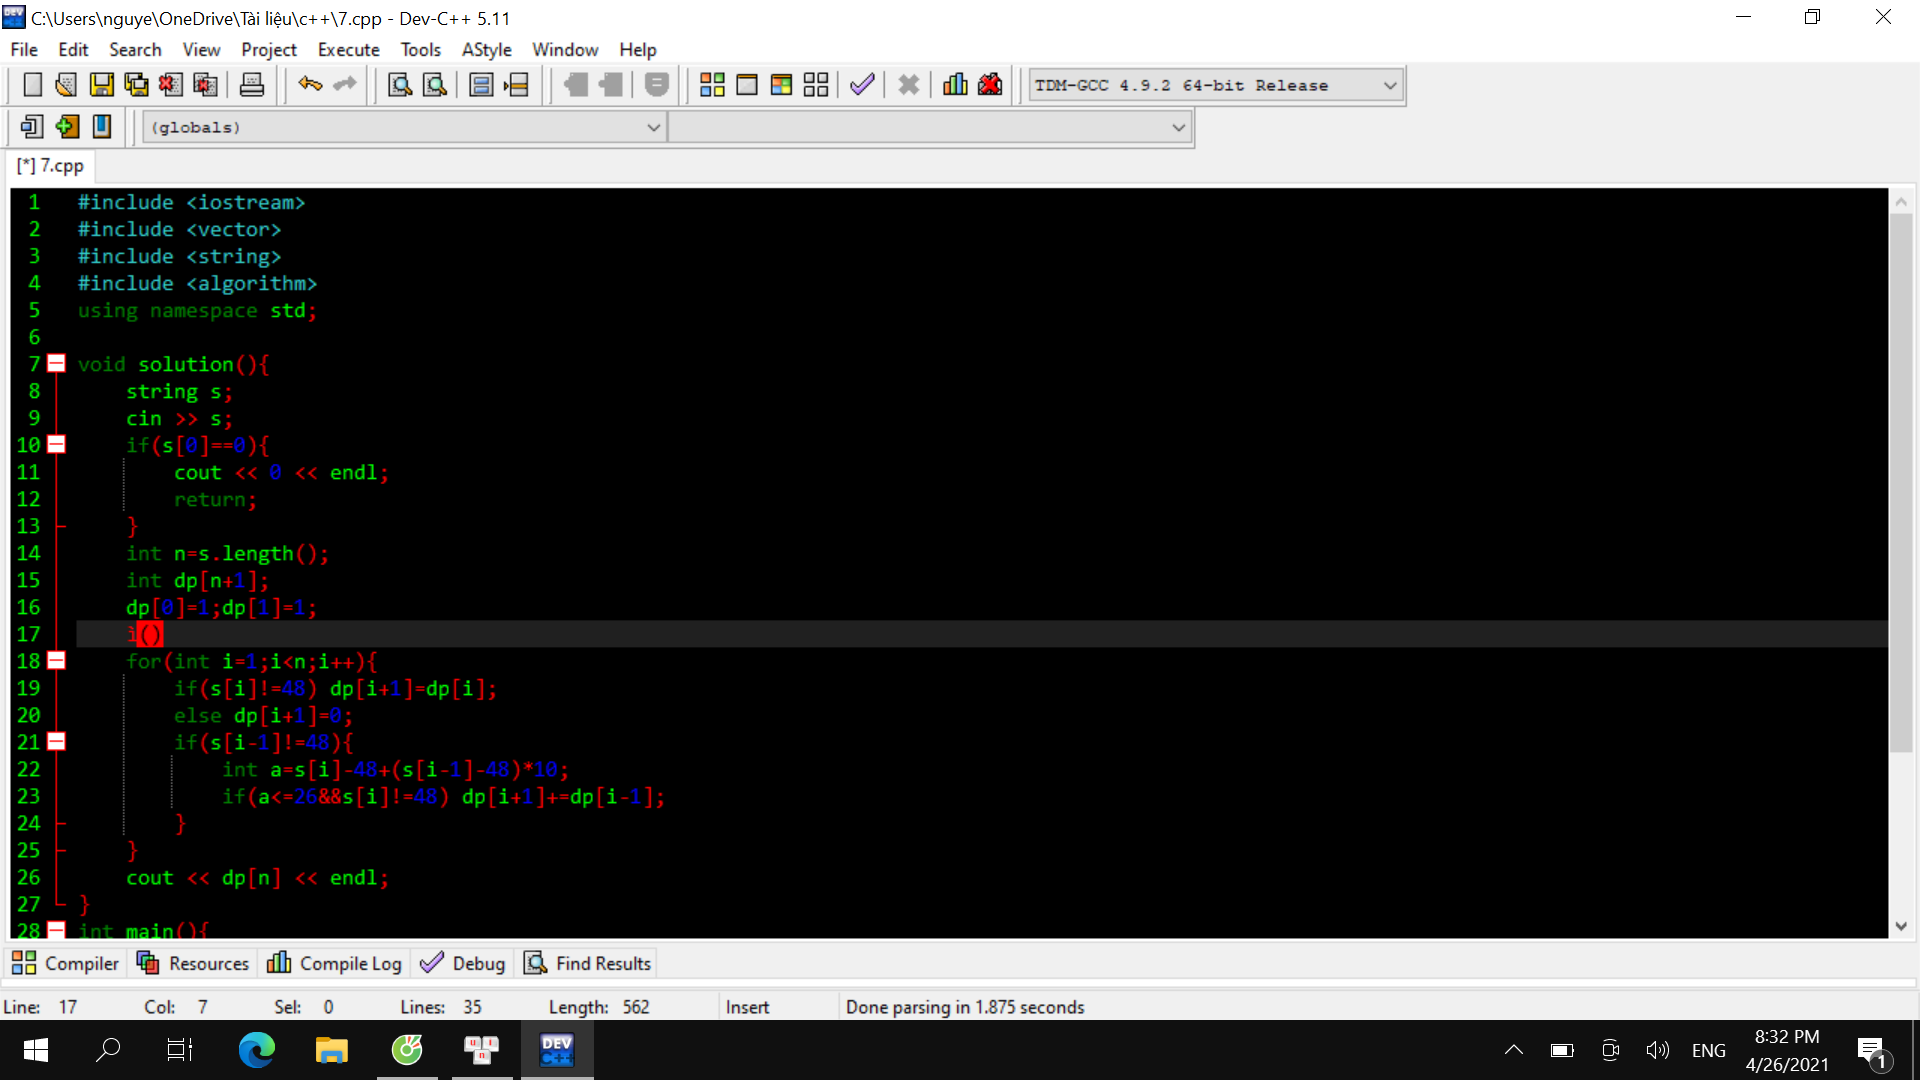 C:\Users\nguye\OneDrive\Tài liệu\c++\7.cpp - Dev-C++ 5.11
File Edit Search View Project Execute Tools AStyle Window Help
TDM-GCC 4.9.2 64-bit Release
(globals)
[*] 7.cpp
1 #include <iostream>
2 #include <vector>
3 #include <string>
4 #include <algorithm>
5 using namespace std;
6
7 void solution(){
8 string s;
9 cin >> s;
10 if(s[0]==0){
11 cout << 0 << endl;
12 return;
13 }
14 int n=s.length();
15 int dp[n+1];
16 dp[0]=1;dp[1]=1;
17 ì()
18 for(int i=1;i<n;i++){
19 if(s[i]!=48) dp[i+1]=dp[i];
20 else dp[i+1]=0;
21 if(s[i-1]!=48){
22 int a=s[i]-48+(s[i-1]-48)*10;
23 if(a<=26&&s[i]!=48) dp[i+1]+=dp[i-1];
24 }
25 }
26 cout << dp[n] << endl;
27 }
28 int main(){
Compiler Resources Compile Log Debug Find Results
Line: 17 Col: 7 Sel: 0 Lines: 35 Length: 562 Insert Done parsing in 1.875 seconds
u i n
DEV C++
ENG
8:32 PM
4/26/2021
1